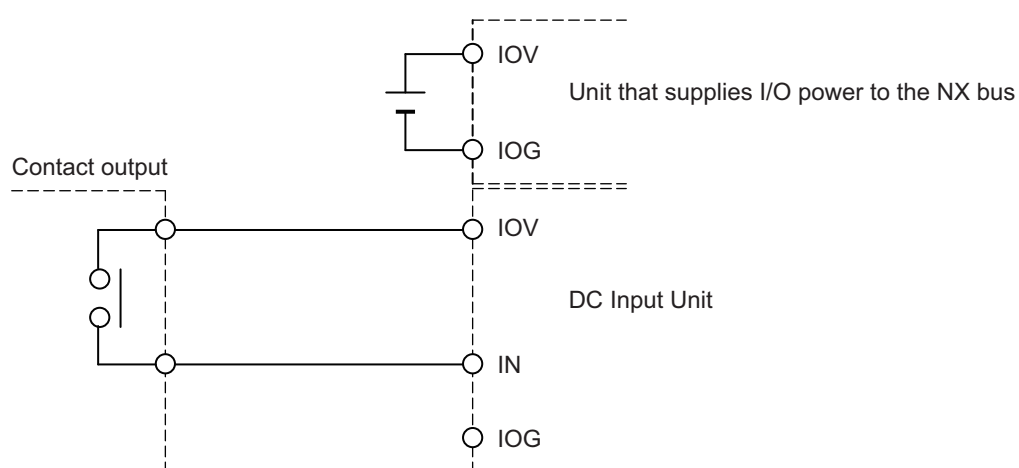 IOV
Unit that supplies I/O power to the NX bus
IOG
Contact output
IOV
DC Input Unit
IN
IOG